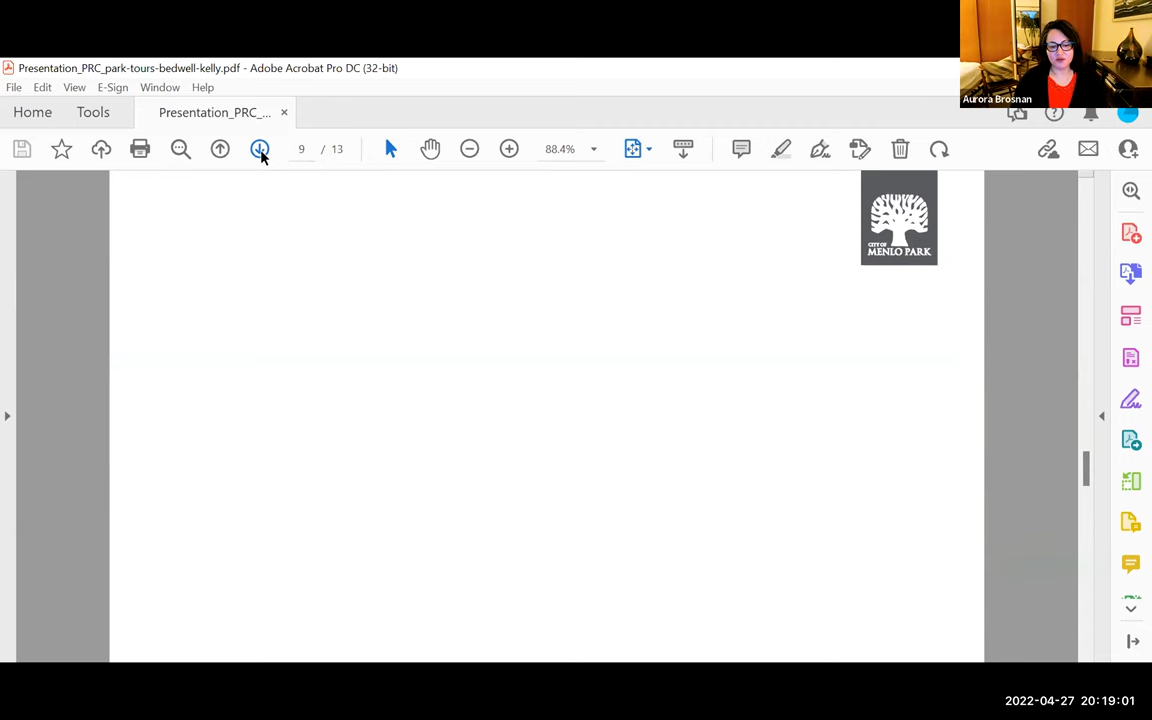 Presentation_PRC_park-tours-bedwell-kelly.pdf - Adobe Acrobat Pro DC (32-bit)
File Edit View E-Sign Window Help
Home Tools Presentation_PRC_... ×
9 / 13 88.4%
CITY OF
MENLO PARK
Aurora Brosnan
2022-04-27 20:19:01